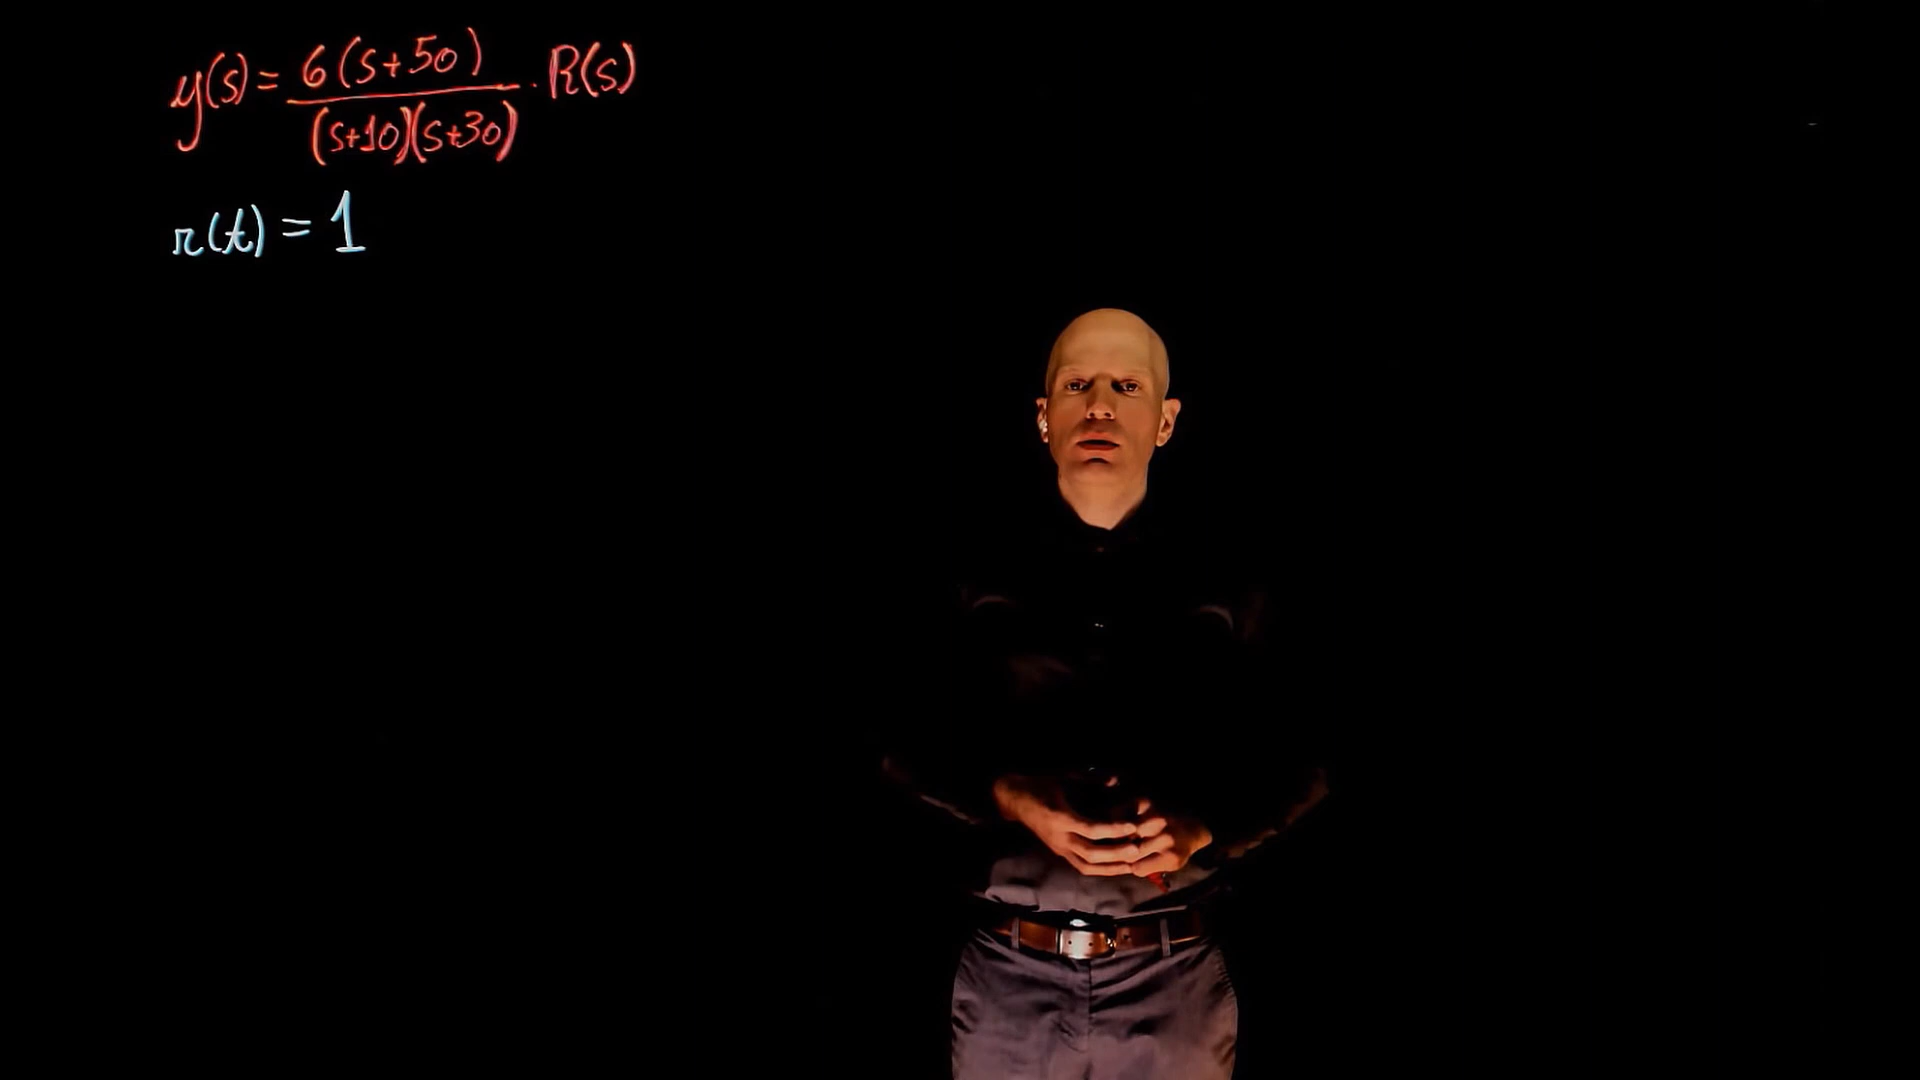 y(s) = 6(s+50) / (s+10)(s+30) · R(s)
r(t) = 1